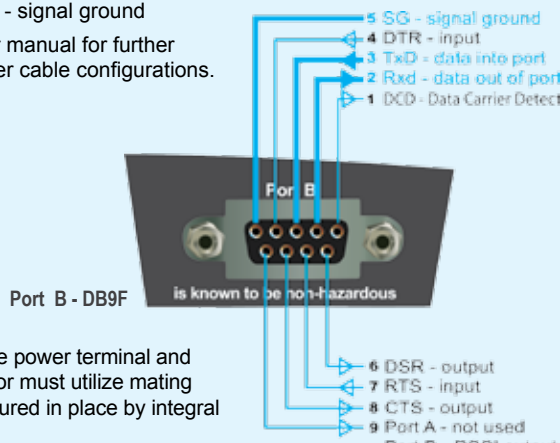 - signal ground
manual for further
er cable configurations.
5 SG - signal ground
4 DTR - input
3 TxD - data into port
2 Rxd - data out of port
1 DCD - Data Carrier Detect
Port B
is known to be non-hazardous
Port B - DB9F
e power terminal and
or must utilize mating
ured in place by integral
6 DSR - output
7 RTS - input
8 CTS - output
9 Port A - not used